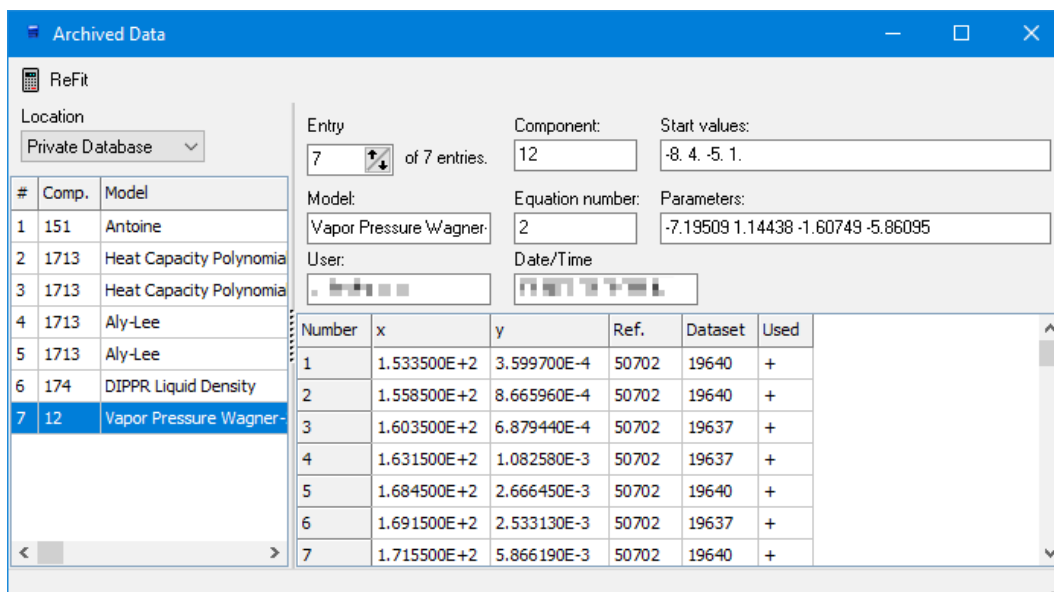 Archived Data
ReFit
Location
Private Database
# Comp. Model
1 151 Antoine
2 1713 Heat Capacity Polynomia
3 1713 Heat Capacity Polynomia
4 1713 Aly-Lee
5 1713 Aly-Lee
6 174 DIPPR Liquid Density
7 12 Vapor Pressure Wagner-
Entry Component: Start values:
7 of 7 entries. 12 -8. 4. -5. 1.
Model: Equation number: Parameters:
Vapor Pressure Wagner- 2 -7.19509 1.14438 -1.60749 -5.86095
User: Date/Time
Number x y Ref. Dataset Used
1 1.533500E+2 3.599700E-4 50702 19640 +
2 1.558500E+2 8.665960E-4 50702 19640 +
3 1.603500E+2 6.879440E-4 50702 19637 +
4 1.631500E+2 1.082580E-3 50702 19637 +
5 1.684500E+2 2.666450E-3 50702 19640 +
6 1.691500E+2 2.533130E-3 50702 19637 +
7 1.715500E+2 5.866190E-3 50702 19640 +